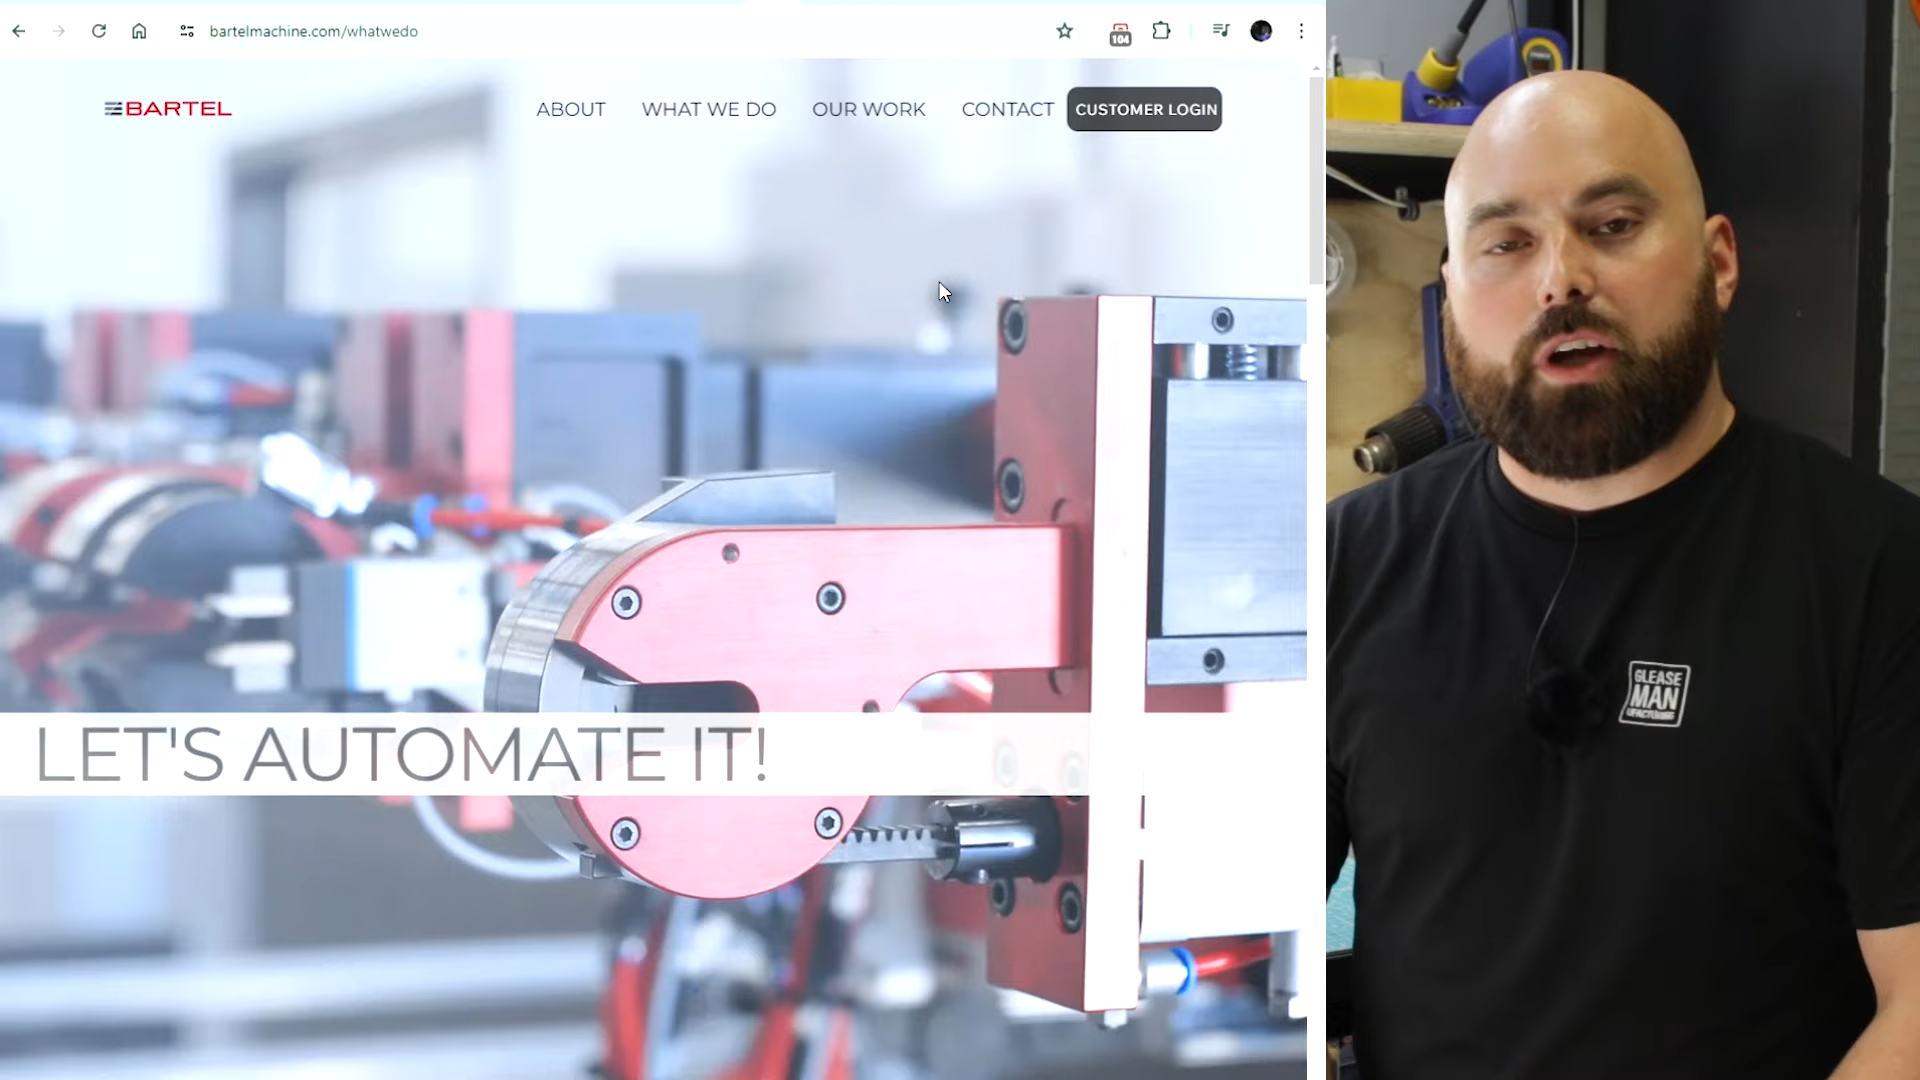 bartelmachine.com/whatwedo
104
BARTEL
ABOUT
WHAT WE DO
OUR WORK
CONTACT
CUSTOMER LOGIN
LET'S AUTOMATE IT!
GLEASE
MAN
UFACTURING